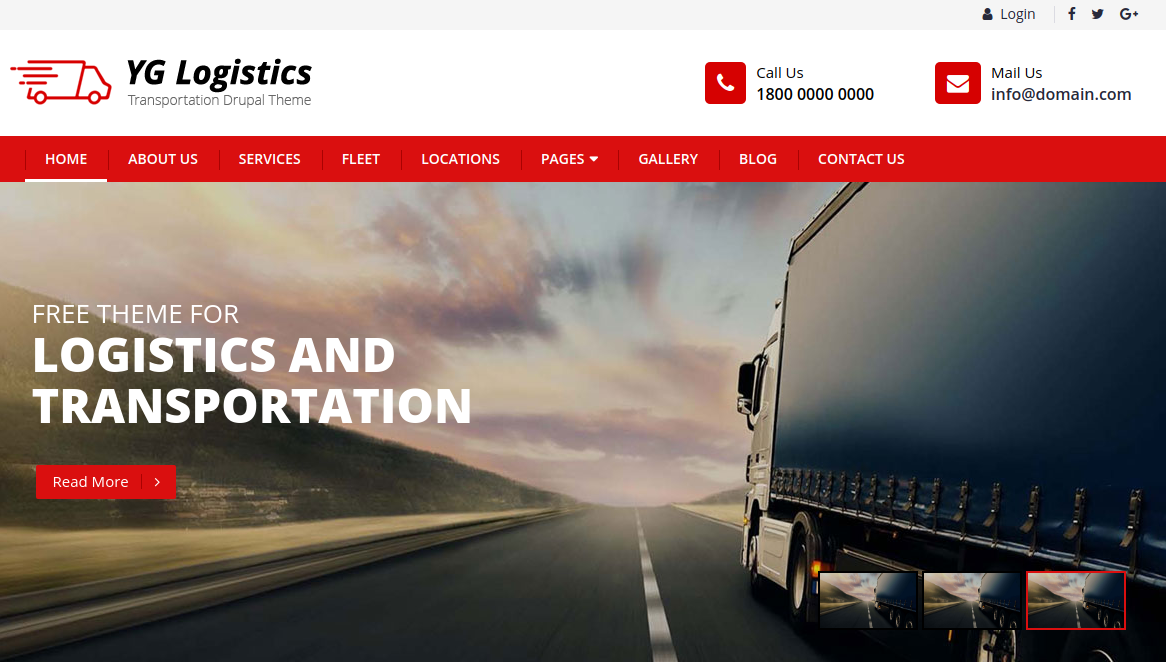 Login
YG Logistics
Transportation Drupal Theme
Call Us
1800 0000 0000
Mail Us
info@domain.com
HOME ABOUT US SERVICES FLEET LOCATIONS PAGES GALLERY BLOG CONTACT US
FREE THEME FOR
LOGISTICS AND
TRANSPORTATION
Read More